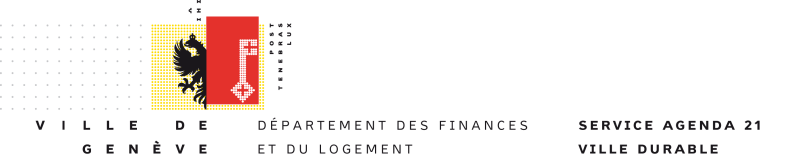 POST
TENEBRAS
LUX
VILLE DE
GENÈVE
DÉPARTEMENT DES FINANCES
ET DU LOGEMENT
SERVICE AGENDA 21
VILLE DURABLE